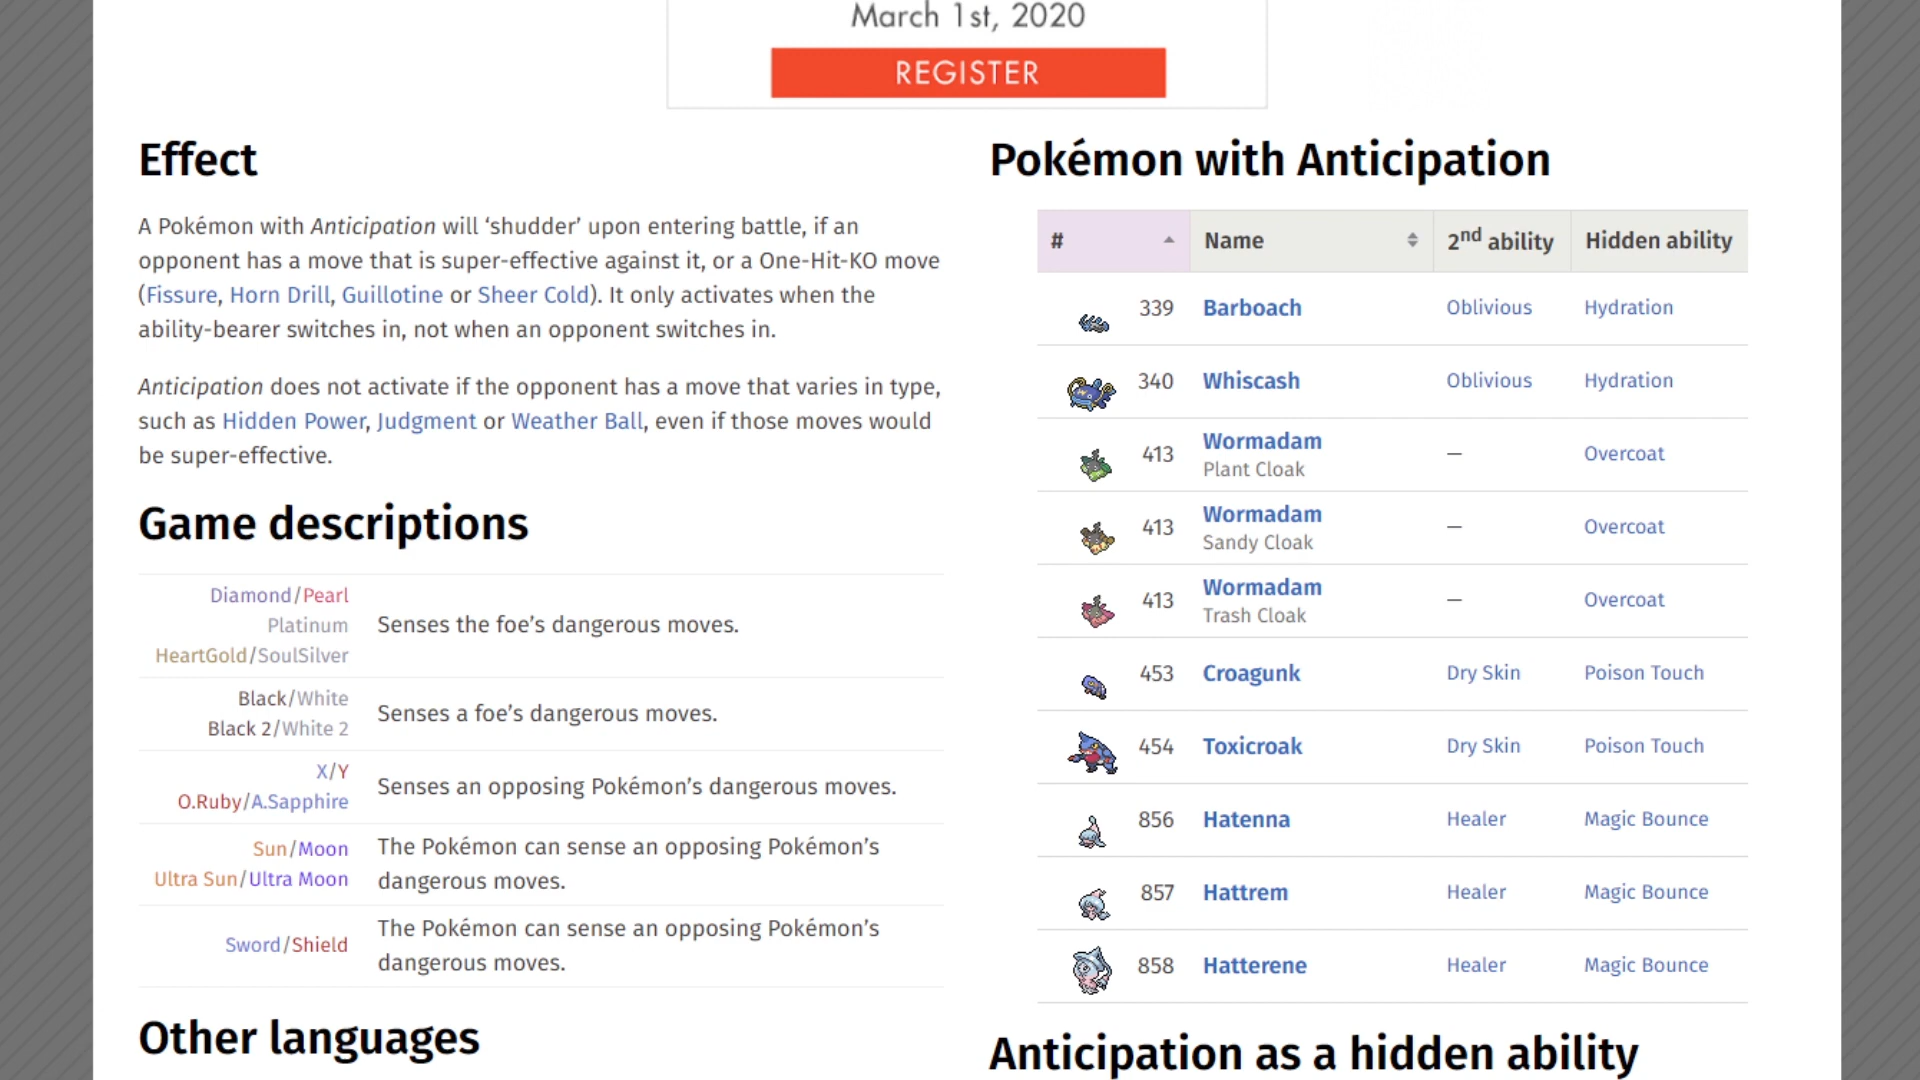 March 1st, 2020
REGISTER
Effect
A Pokémon with Anticipation will ‘shudder’ upon entering battle, if an
opponent has a move that is super-effective against it, or a One-Hit-KO move
(Fissure, Horn Drill, Guillotine or Sheer Cold). It only activates when the
ability-bearer switches in, not when an opponent switches in.
Anticipation does not activate if the opponent has a move that varies in type,
such as Hidden Power, Judgment or Weather Ball, even if those moves would
be super-effective.
Game descriptions
Diamond/Pearl
Platinum
HeartGold/SoulSilver
Senses the foe’s dangerous moves.
Black/White
Black 2/White 2
Senses a foe’s dangerous moves.
X/Y
O.Ruby/A.Sapphire
Senses an opposing Pokémon’s dangerous moves.
Sun/Moon
Ultra Sun/Ultra Moon
The Pokémon can sense an opposing Pokémon’s
dangerous moves.
Sword/Shield
The Pokémon can sense an opposing Pokémon’s
dangerous moves.
Other languages
Pokémon with Anticipation
# Name 2nd ability Hidden ability
339 Barboach Oblivious Hydration
340 Whiscash Oblivious Hydration
413 Wormadam — Overcoat
Plant Cloak
413 Wormadam — Overcoat
Sandy Cloak
413 Wormadam — Overcoat
Trash Cloak
453 Croagunk Dry Skin Poison Touch
454 Toxicroak Dry Skin Poison Touch
856 Hatenna Healer Magic Bounce
857 Hattrem Healer Magic Bounce
858 Hatterene Healer Magic Bounce
Anticipation as a hidden ability